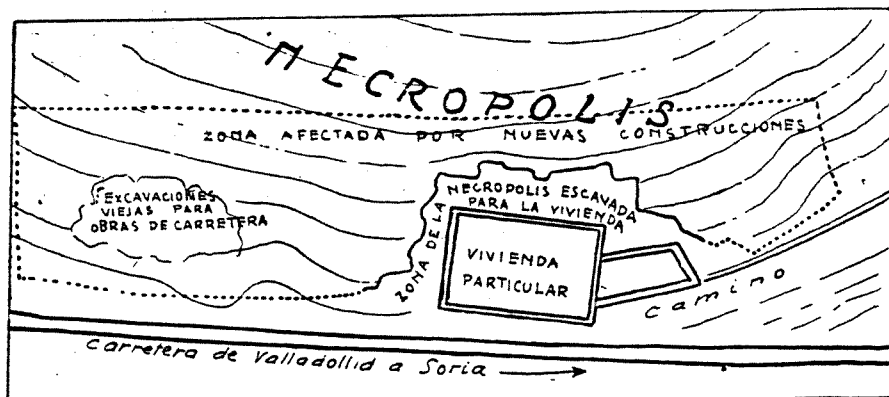 NECROPOLIS
ZONA AFECTADA POR NUEVAS CONSTRUCCIONES
EXCAVACIONES
VIEJAS PARA
OBRAS DE CARRETERA
ZONA DE LA NECROPOLIS ESCAVADA
PARA LA VIVIENDA
VIVIENDA
PARTICULAR
Camino
Carretera de Valladollid a Soria